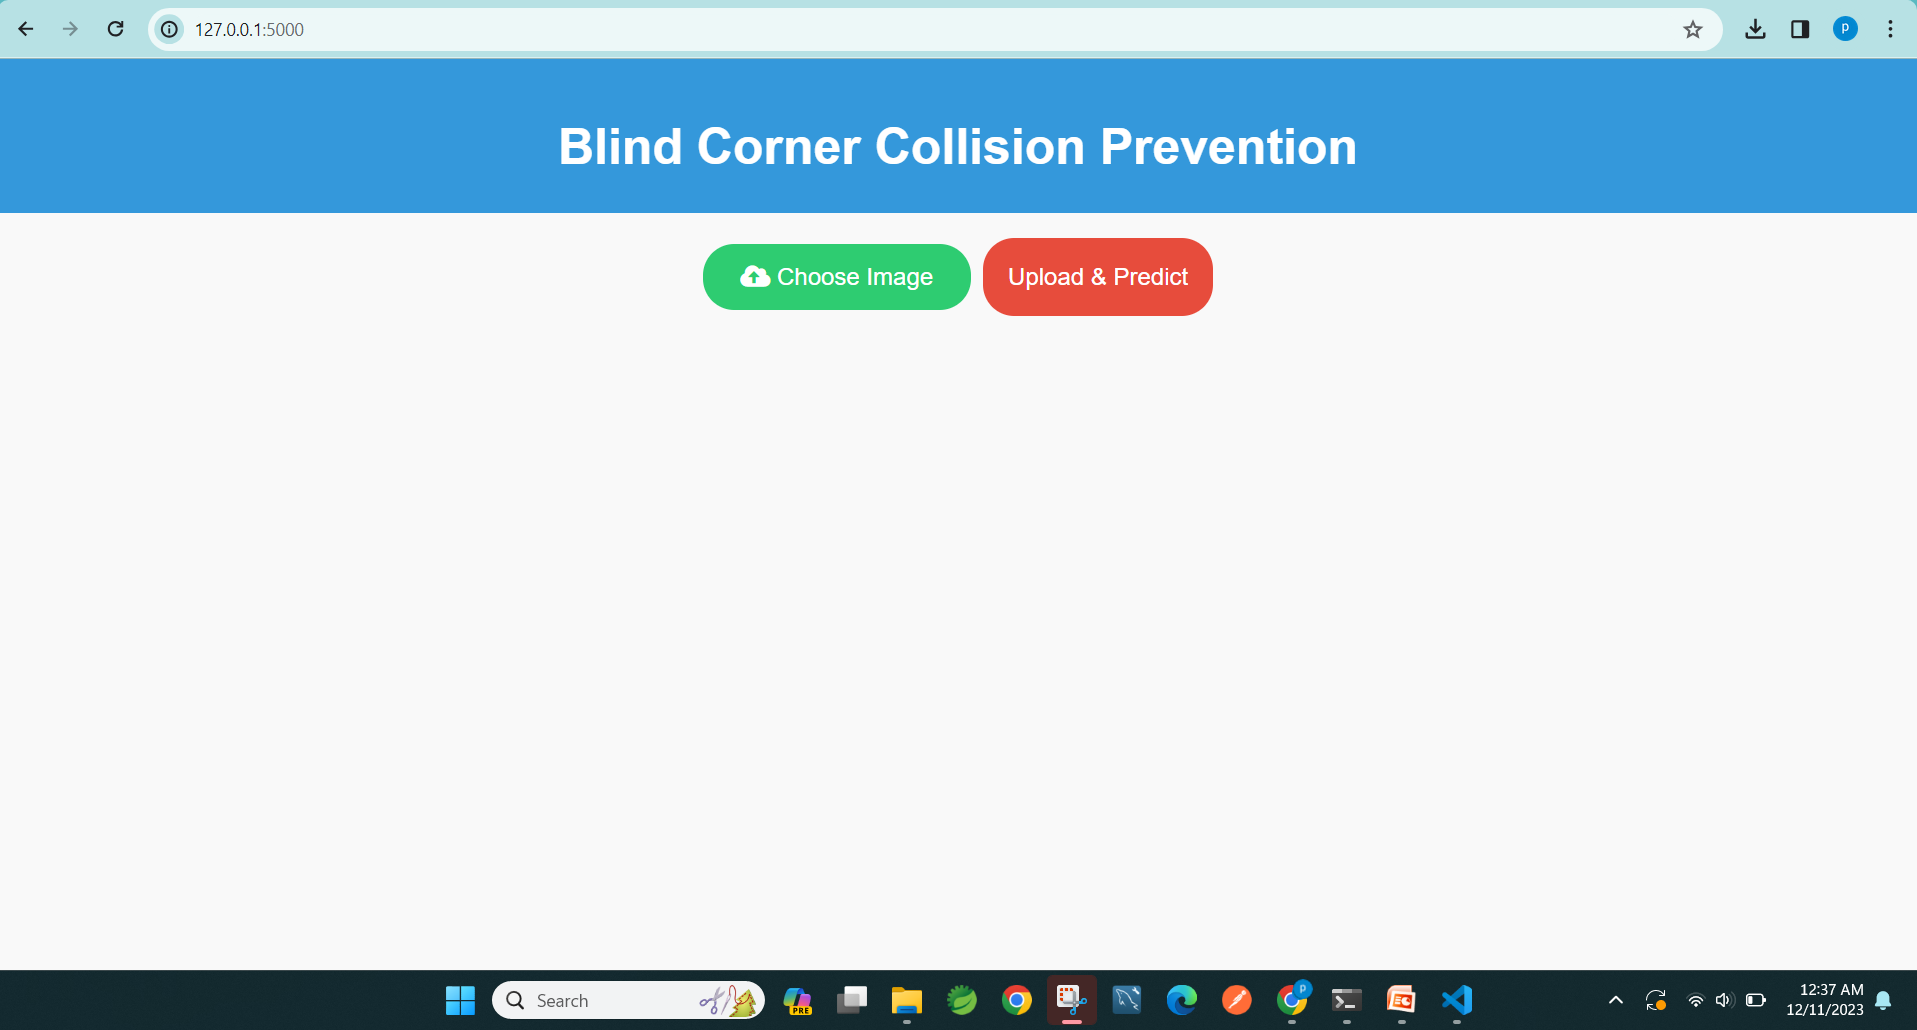 127.0.0.1:5000
P
Blind Corner Collision Prevention
Choose Image
Upload & Predict
Search
PRE
P
12:37 AM
12/11/2023